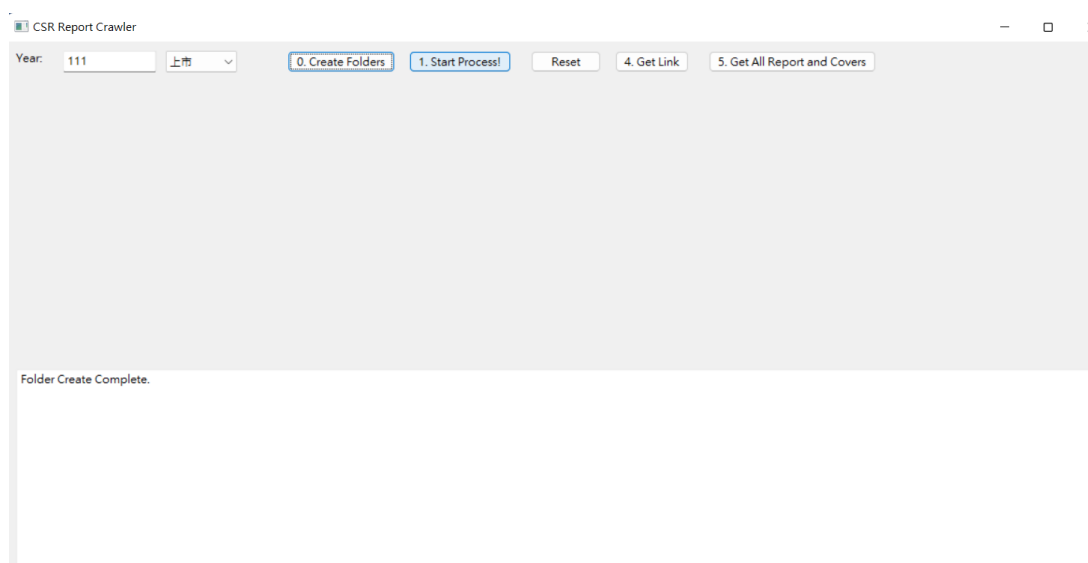 CSR Report Crawler
Year: 111 上市 0. Create Folders 1. Start Process! Reset 4. Get Link 5. Get All Report and Covers
Folder Create Complete.